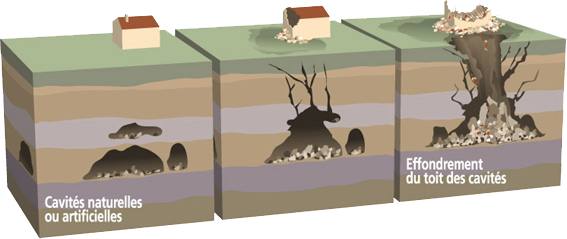 Cavités naturelles
ou artificielles
Effondrement
du toit des cavités